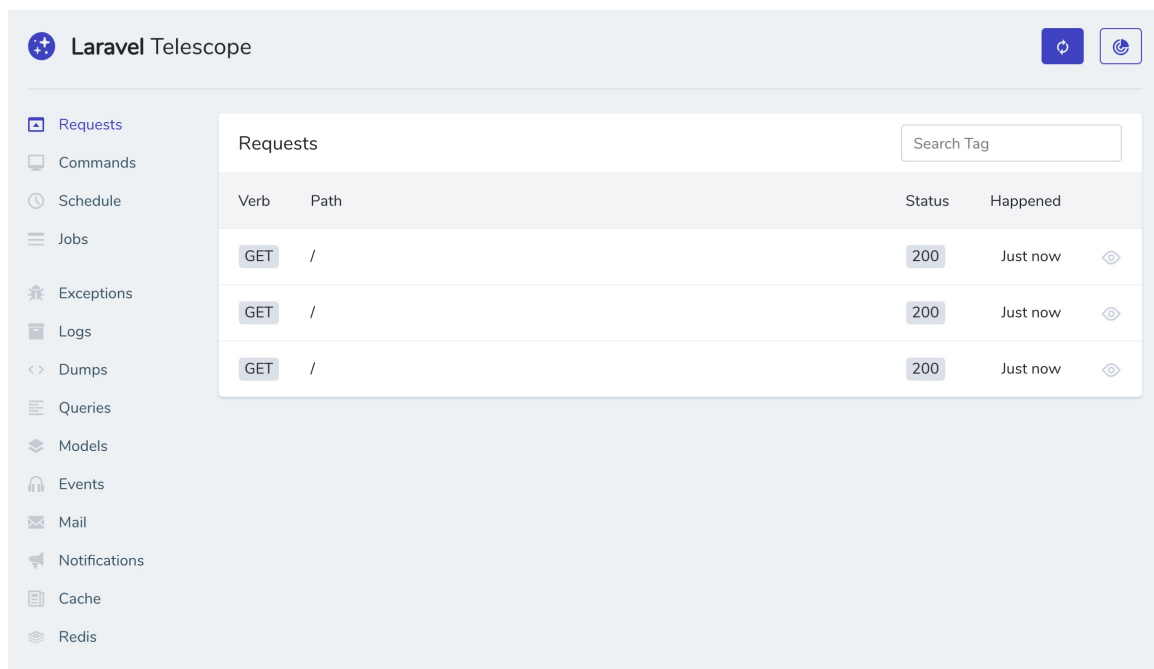 Laravel Telescope
Requests
Commands
Schedule
Jobs
Exceptions
Logs
Dumps
Queries
Models
Events
Mail
Notifications
Cache
Redis
Requests Search Tag
Verb Path Status Happened
GET / 200 Just now
GET / 200 Just now
GET / 200 Just now